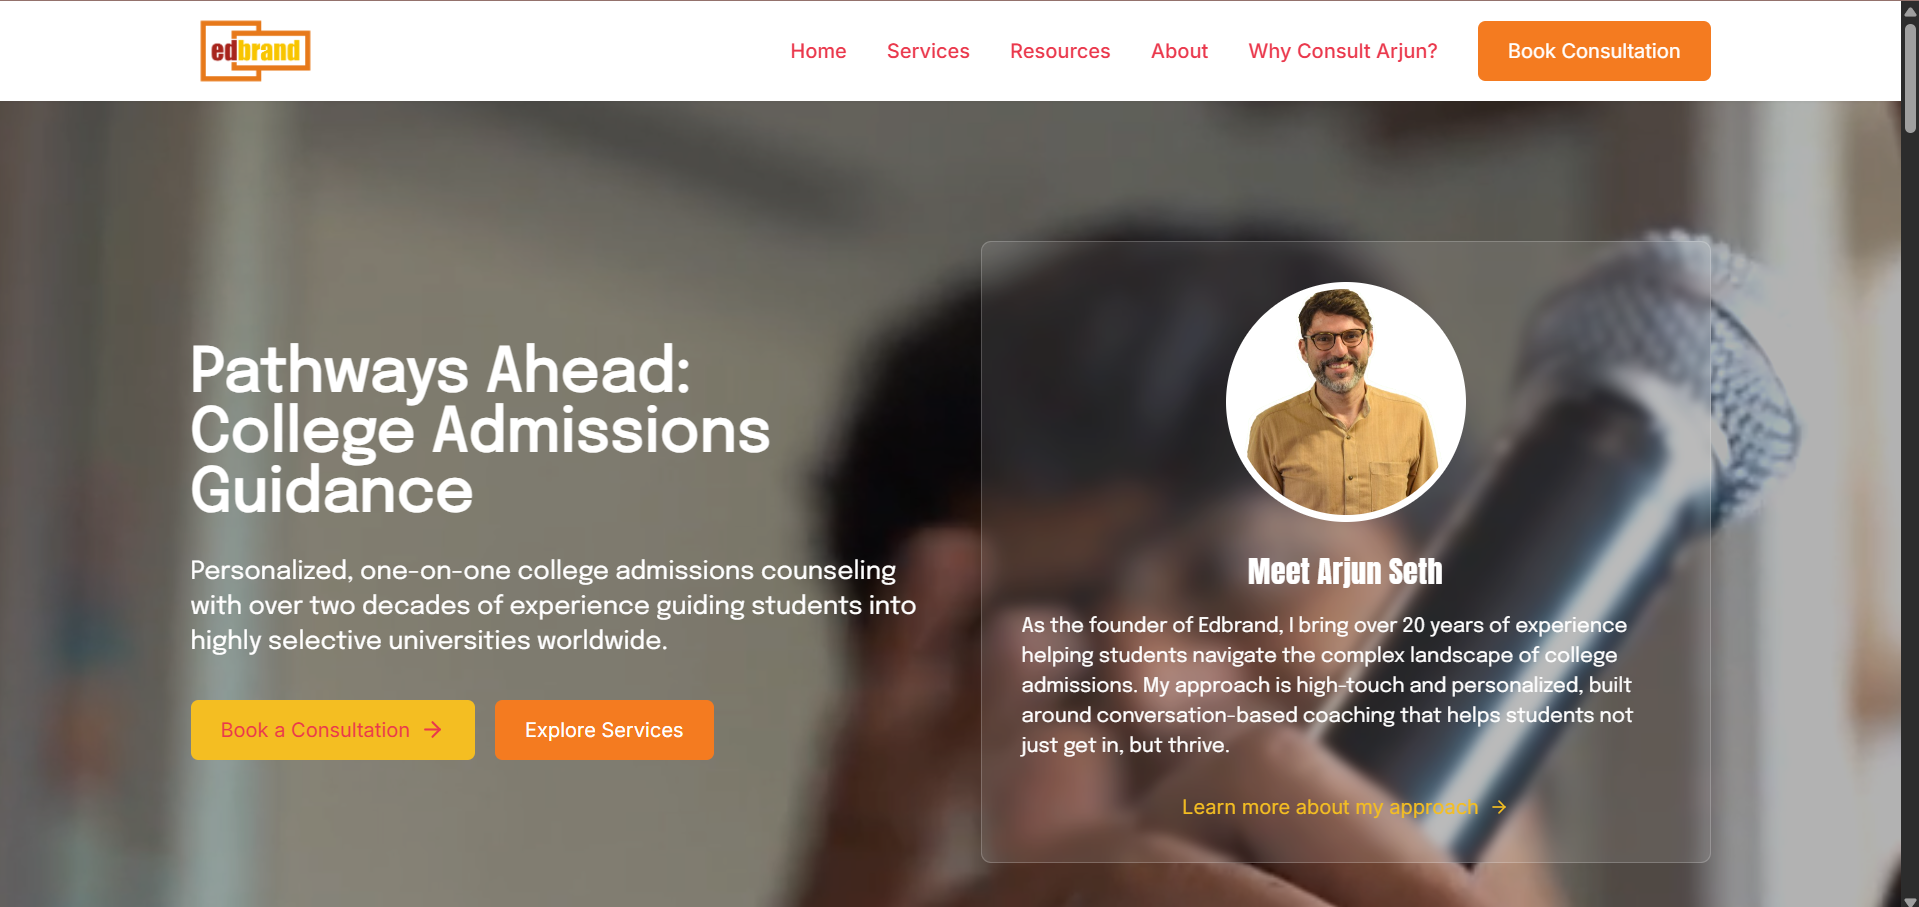 edbrand
Home
Services
Resources
About
Why Consult Arjun?
Book Consultation
Pathways Ahead:
College Admissions
Guidance
Personalized, one-on-one college admissions counseling
with over two decades of experience guiding students into
highly selective universities worldwide.
Book a Consultation →
Explore Services
Meet Arjun Seth
As the founder of Edbrand, I bring over 20 years of experience
helping students navigate the complex landscape of college
admissions. My approach is high-touch and personalized, built
around conversation-based coaching that helps students not
just get in, but thrive.
Learn more about my approach →